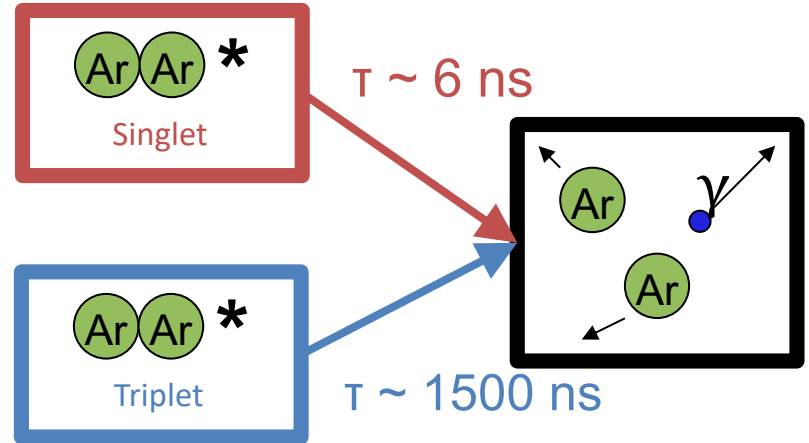 Ar Ar *
Singlet
τ ~ 6 ns
Ar
γ
Ar
Ar Ar *
Triplet
τ ~ 1500 ns